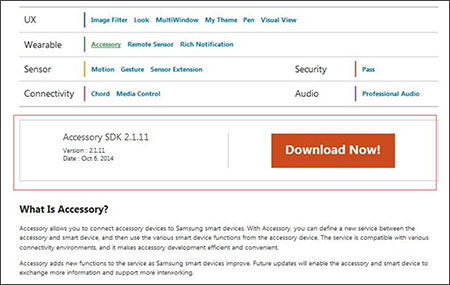 UX Image Filter Look MultiWindow My Theme Pen Visual View
Wearable Accessory Remote Sensor Rich Notification
Sensor Motion Gesture Sensor Extension Security Pass
Connectivity Chord Media Control Audio Professional Audio
Accessory SDK 2.1.11
Version : 2.1.11
Date : Oct 6, 2014
Download Now!
What Is Accessory?
Accessory allows you to connect accessory devices to Samsung smart devices. With Accessory, you can define a new service between the
accessory and smart device, and then use the various smart device functions from the accessory device. The service is compatible with various
connectivity environments, and it makes accessory development efficient and convenient.
Accessory adds new functions to the service as Samsung smart devices improve. Future updates will enable the accessory and smart device to
exchange more information and support more interworking.